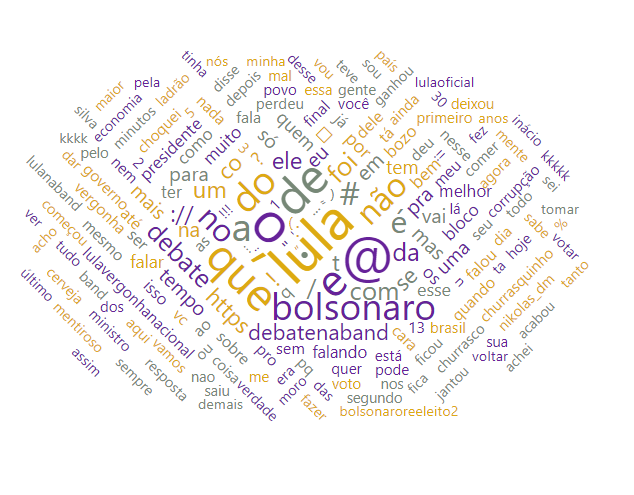 lula
o
@
que
e
de
do
não
bolsonaro
a
#
no
é
debate
um
foi
com
em
da
https
://
/
mais
tempo
uma
se
mas
pra
co
ele
eu
debatenaband
para
na
por
tem
bem
vai
os
bozo
quem
só
muito
presidente
como
falar
isso
esse
melhor
bloco
t
q
!
?
3
até
governo
vergonha
dar
lulanaband
começou
acho
ver
tudo
mesmo
ser
ter
nem
pelo
2
kkkk
silva
economia
pela
maior
minutos
choquei
5
ladrão
tinha
nada
disse
nós
depois
fala
perdeu
mal
minha
povo
essa
desse
final
gente
vou
teve
sou
você
já
país
ganhou
dele
tá
ainda
lulaoficial
30
deixou
primeiro
anos
deu
nesse
fez
mente
inácio
kkkkk
comer
agora
meu
é
corrupção
sei
lá
seu
todo
tomar
%
sabe
votar
dia
hoje
ta
falou
tanto
quando
churrasquinho
nikolas_dm
acabou
achei
churrasco
jantou
ficou
fica
brasil
13
cara
sua
voltar
está
pode
nos
segundo
bolsonaroreeleito2
falando
quer
voto
das
fazer
sem
era
moro
pq
pro
me
verdade
sobre
coisa
nao
saiu
demais
ao
vc
aqui
vamos
resposta
sempre
dos
ministro
assim
mentiroso
cerveja
último
band
lulavergonhanacional
as
!!!